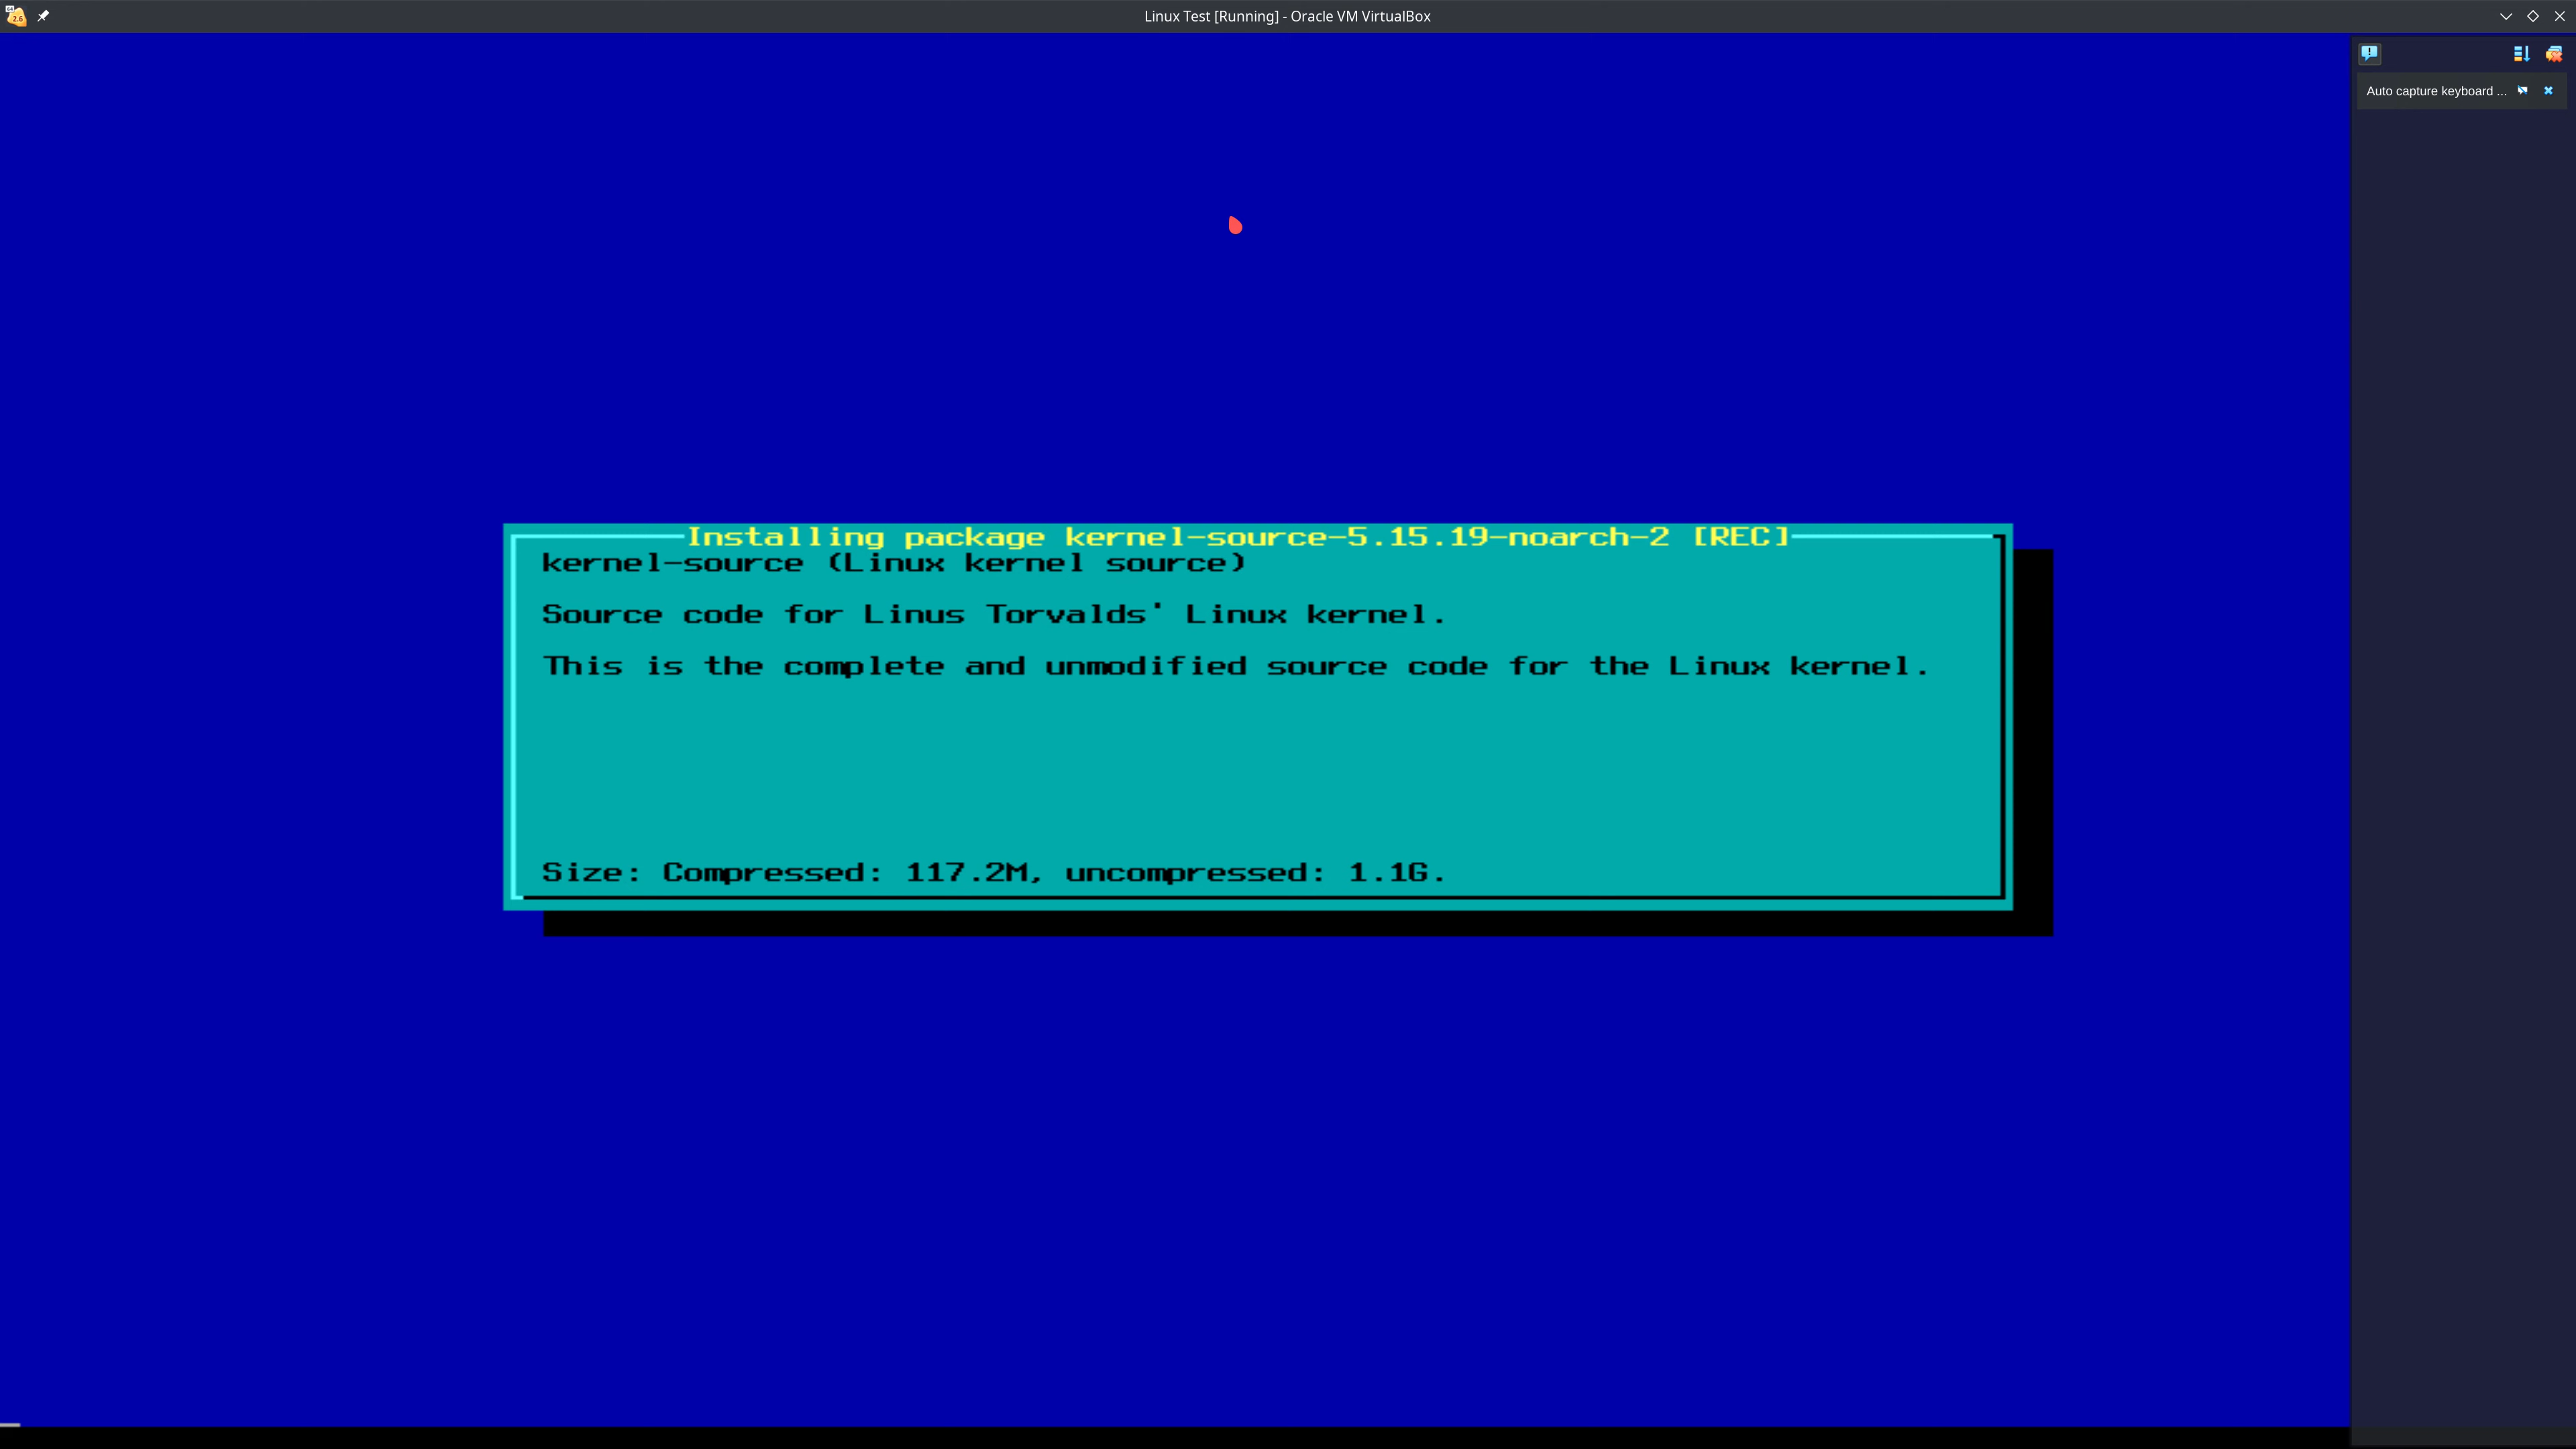 Linux Test [Running] - Oracle VM VirtualBox
Auto capture keyboard ...
Installing package kernel-source-5.15.19-noarch-2 [REC]
kernel-source (Linux kernel source)
Source code for Linus Torvalds' Linux kernel.
This is the complete and unmodified source code for the Linux kernel.
Size: Compressed: 117.2M, uncompressed: 1.1G.